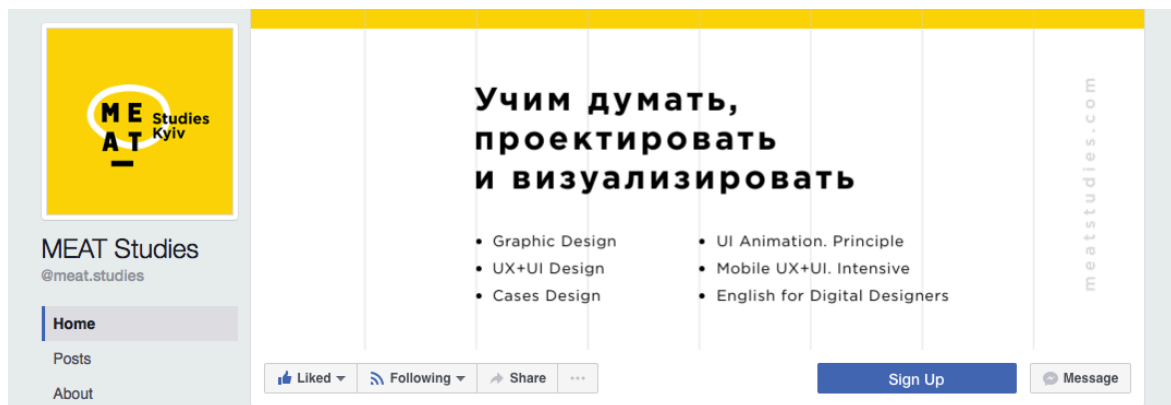 ME
AT
Studies
Kyiv
MEAT Studies
@meat.studies
Home
Posts
About
Учим думать,
проектировать
и визуализировать
• Graphic Design
• UX+UI Design
• Cases Design
• UI Animation. Principle
• Mobile UX+UI. Intensive
• English for Digital Designers
meatstudies.com
Liked
Following
Share
...
Sign Up
Message